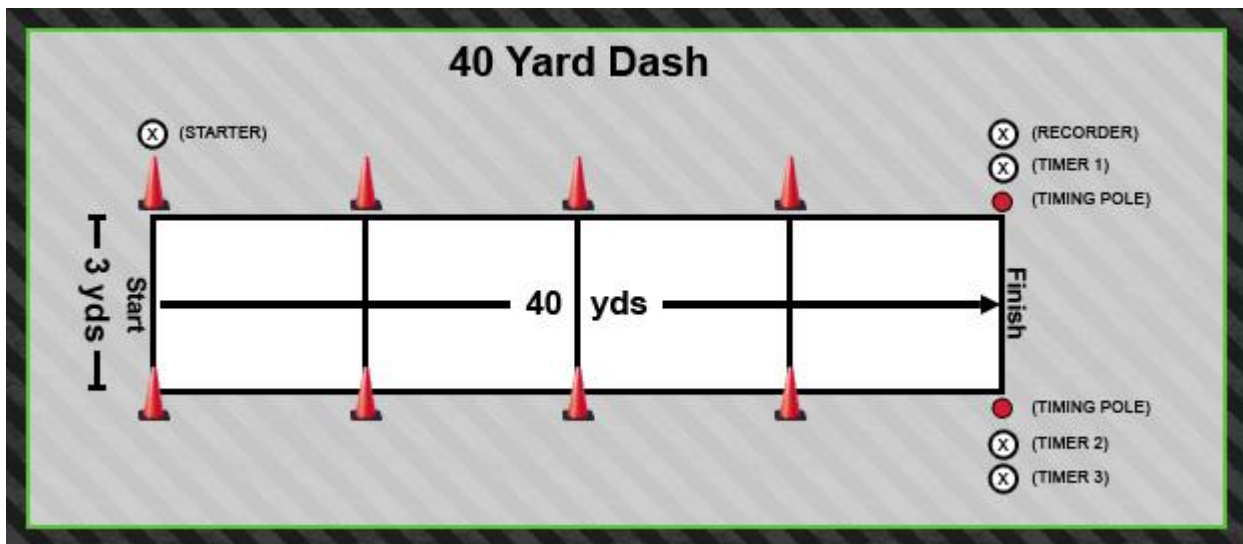 40 Yard Dash
X (STARTER)
X (RECORDER)
X (TIMER 1)
(TIMING POLE)
3 yds
Start
40 yds
Finish
(TIMING POLE)
X (TIMER 2)
X (TIMER 3)